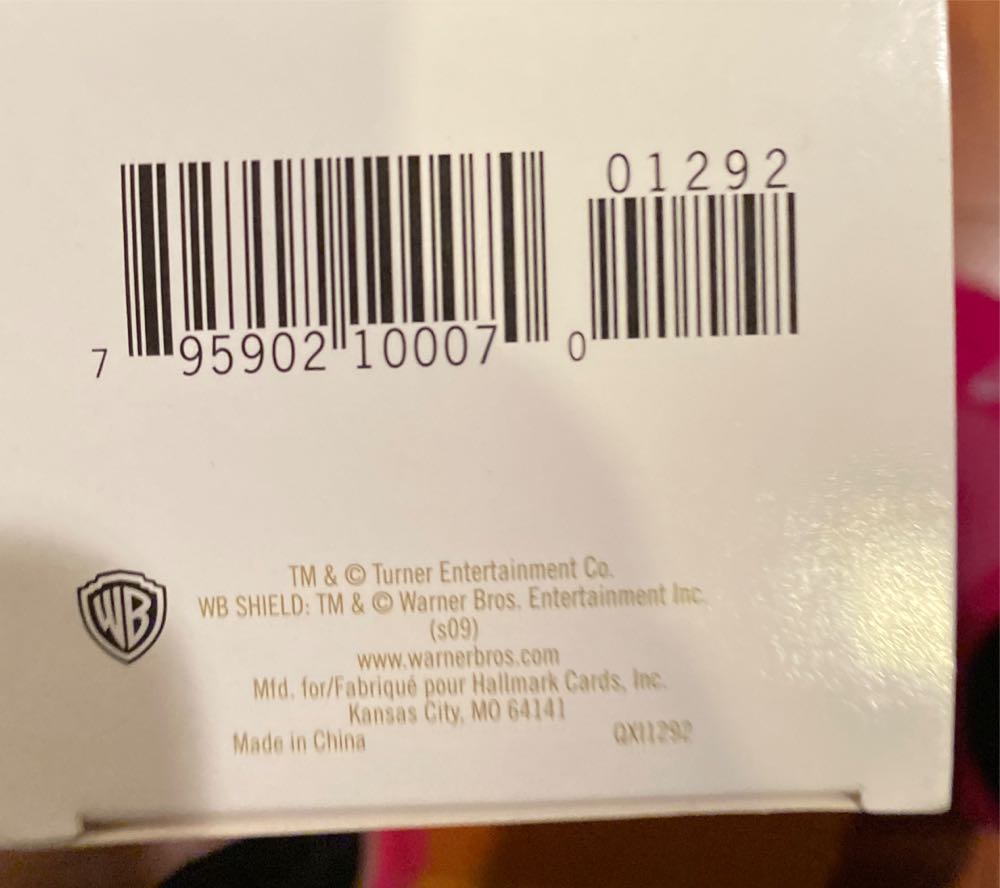 01292
7 95902 10007 0
WB
TM & © Turner Entertainment Co.
WB SHIELD: TM & © Warner Bros. Entertainment Inc.
(s09)
www.warnerbros.com
Mfd. for/Fabriqué pour Hallmark Cards, Inc.
Kansas City, MO 64141
Made in China QXI1292